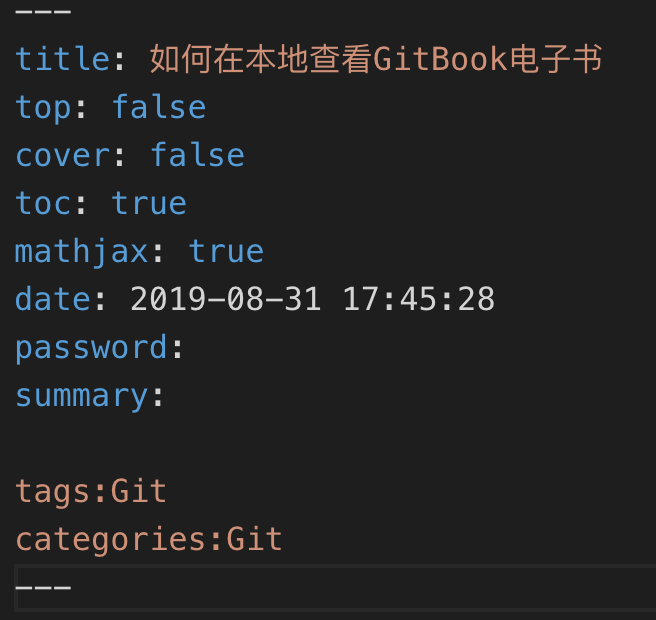 ---
title: 如何在本地查看GitBook电子书
top: false
cover: false
toc: true
mathjax: true
date: 2019-08-31 17:45:28
password:
summary:
tags:Git
categories:Git
---